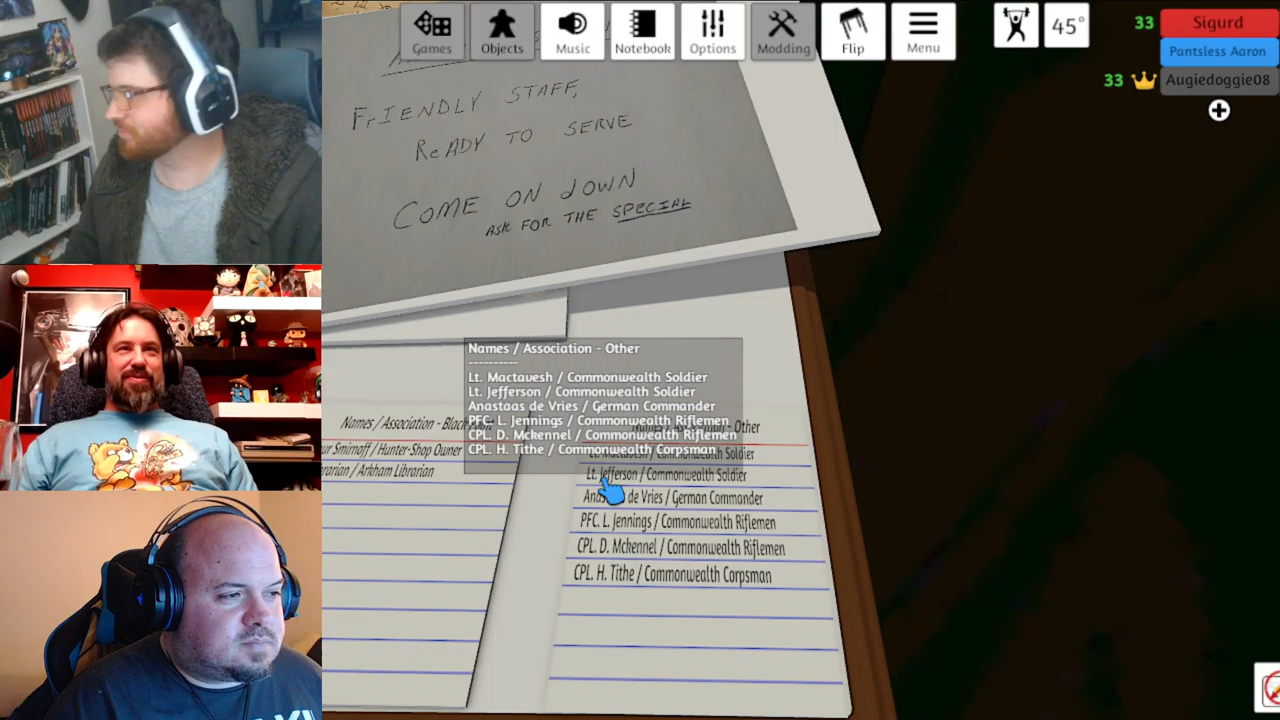 Games
Objects
Music
Notebook
Options
Modding
Flip
Menu
45°
33 Sigurd
Pantsless Aaron
33 Augiedoggie08
FrIENDLY STAFF,
ReADY TO SERVE
COME ON dOWN
ASk FOR THE SPECIAL
Names / Association - Other
----------
Lt. Mactavesh / Commonwealth Soldier
Lt. Jefferson / Commonwealth Soldier
Anastaas de Vries / German Commander
PFC. L. Jennings / Commonwealth Riflemen
CPL. D. Mckennel / Commonwealth Riflemen
CPL. H. Tithe / Commonwealth Corpsman
Names / Association -
Smirnoff / Hunter-Shop Owner
/ Arkham Librarian
- Other
Soldier
Lt. Jefferson / Commonwealth Soldier
de Vries / German Commander
PFC. L. Jennings / Commonwealth Riflemen
CPL. D. Mckennel / Commonwealth Riflemen
CPL. H. Tithe / Commonwealth Corpsman